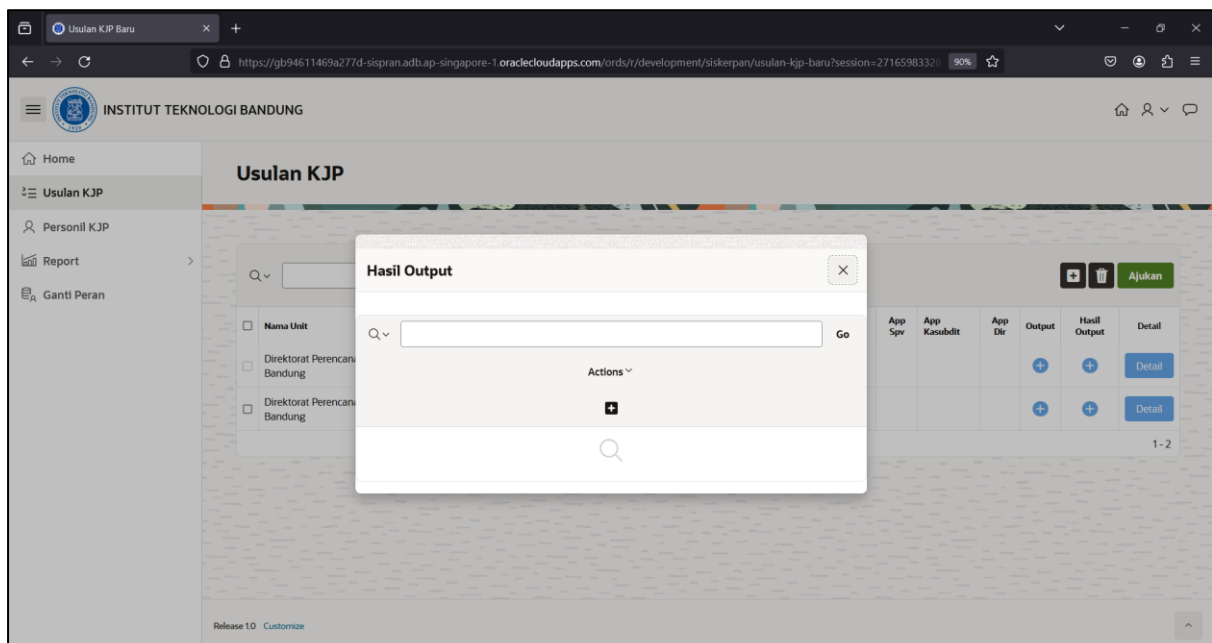 Usulan KJP Baru
https://gb94611469a277d-sispran.adb.ap-singapore-1.oraclecloudapps.com/ords/r/development/siskerpan/usulan-kjp-baru?session=2716598332
90%
INSTITUT TEKNOLOGI BANDUNG
Home
Usulan KJP
Personil KJP
Report
Ganti Peran
Usulan KJP
Ajukan
Nama Unit
App Spv
App Kasubdit
App Dir
Output
Hasil Output
Detail
Direktorat Perencan
Bandung
Detail
Direktorat Perencan
Bandung
Detail
1 - 2
Hasil Output
Go
Actions
Release 1.0 Customize